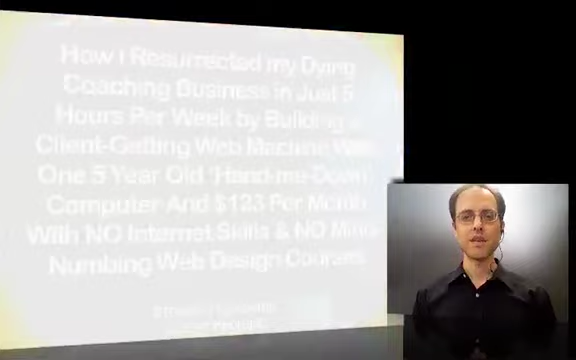 How I Resurrected my Dying
Coaching Business in Just 5
Hours Per Week by Building a
Client-Getting Web Machine With
One 5 Year Old 'Hand-me-Down'
Computer And $123 Per Month
With NO Internet Skills & NO Mind
Numbing Web Design Courses